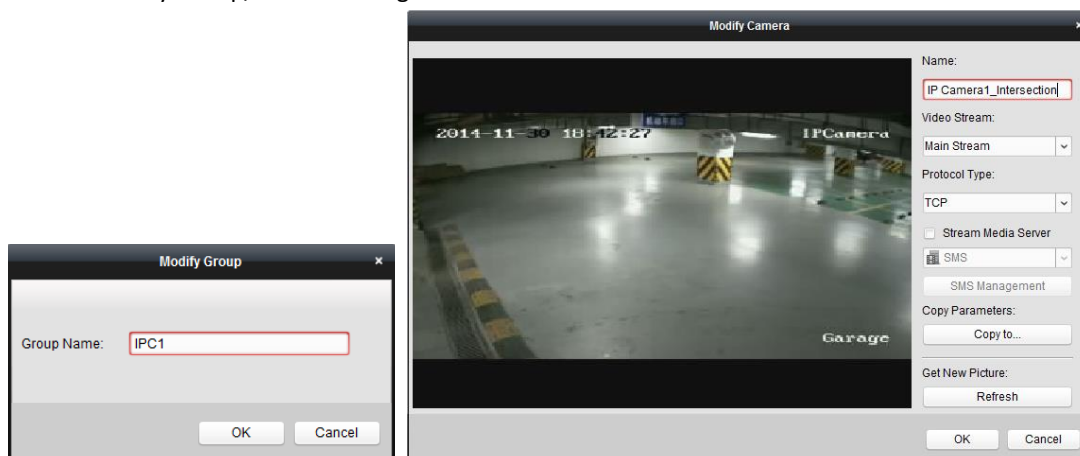 Modify Camera ×
Name:
IP Camera1_Intersection
Video Stream:
Main Stream
Protocol Type:
TCP
Stream Media Server
SMS
SMS Management
Copy Parameters:
Copy to...
Get New Picture:
Refresh
OK Cancel
2014-11-30 18:42:27 IPCamera
Garage
Modify Group ×
Group Name: IPC1
OK Cancel